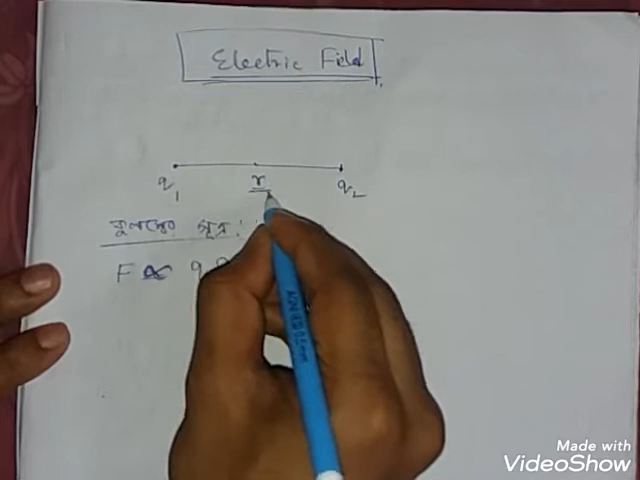 Electric Field
r
q1 q2
কুলম্বের সূত্র:
F ∝ q
Made with
VideoShow